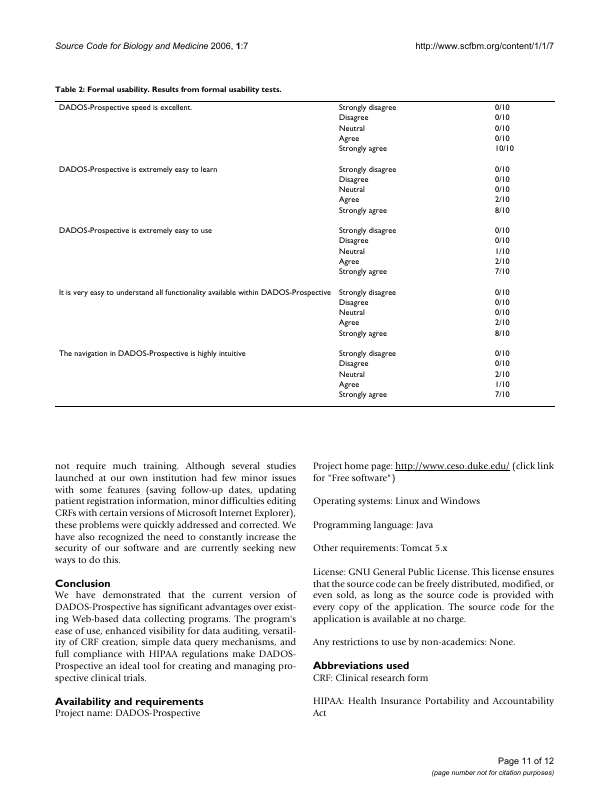 Source Code for Biology and Medicine 2006, 1:7 http://www.scfbm.org/content/1/1/7
Table 2: Formal usability. Results from formal usability tests.
DADOS-Prospective speed is excellent. Strongly disagree 0/10
Disagree 0/10
Neutral 0/10
Agree 0/10
Strongly agree 10/10
DADOS-Prospective is extremely easy to learn Strongly disagree 0/10
Disagree 0/10
Neutral 0/10
Agree 2/10
Strongly agree 8/10
DADOS-Prospective is extremely easy to use Strongly disagree 0/10
Disagree 0/10
Neutral 1/10
Agree 2/10
Strongly agree 7/10
It is very easy to understand all functionality available within DADOS-Prospective Strongly disagree 0/10
Disagree 0/10
Neutral 0/10
Agree 2/10
Strongly agree 8/10
The navigation in DADOS-Prospective is highly intuitive Strongly disagree 0/10
Disagree 0/10
Neutral 2/10
Agree 1/10
Strongly agree 7/10
not require much training. Although several studies
launched at our own institution had few minor issues
with some features (saving follow-up dates, updating
patient registration information, minor difficulties editing
CRFs with certain versions of Microsoft Internet Explorer),
these problems were quickly addressed and corrected. We
have also recognized the need to constantly increase the
security of our software and are currently seeking new
ways to do this.
Conclusion
We have demonstrated that the current version of
DADOS-Prospective has significant advantages over exist-
ing Web-based data collecting programs. The program's
ease of use, enhanced visibility for data auditing, versatil-
ity of CRF creation, simple data query mechanisms, and
full compliance with HIPAA regulations make DADOS-
Prospective an ideal tool for creating and managing pro-
spective clinical trials.
Availability and requirements
Project name: DADOS-Prospective
Project home page: http://www.ceso.duke.edu/ (click link
for "Free software")
Operating systems: Linux and Windows
Programming language: Java
Other requirements: Tomcat 5.x
License: GNU General Public License. This license ensures
that the source code can be freely distributed, modified, or
even sold, as long as the source code is provided with
every copy of the application. The source code for the
application is available at no charge.
Any restrictions to use by non-academics: None.
Abbreviations used
CRF: Clinical research form
HIPAA: Health Insurance Portability and Accountability
Act
Page 11 of 12
(page number not for citation purposes)